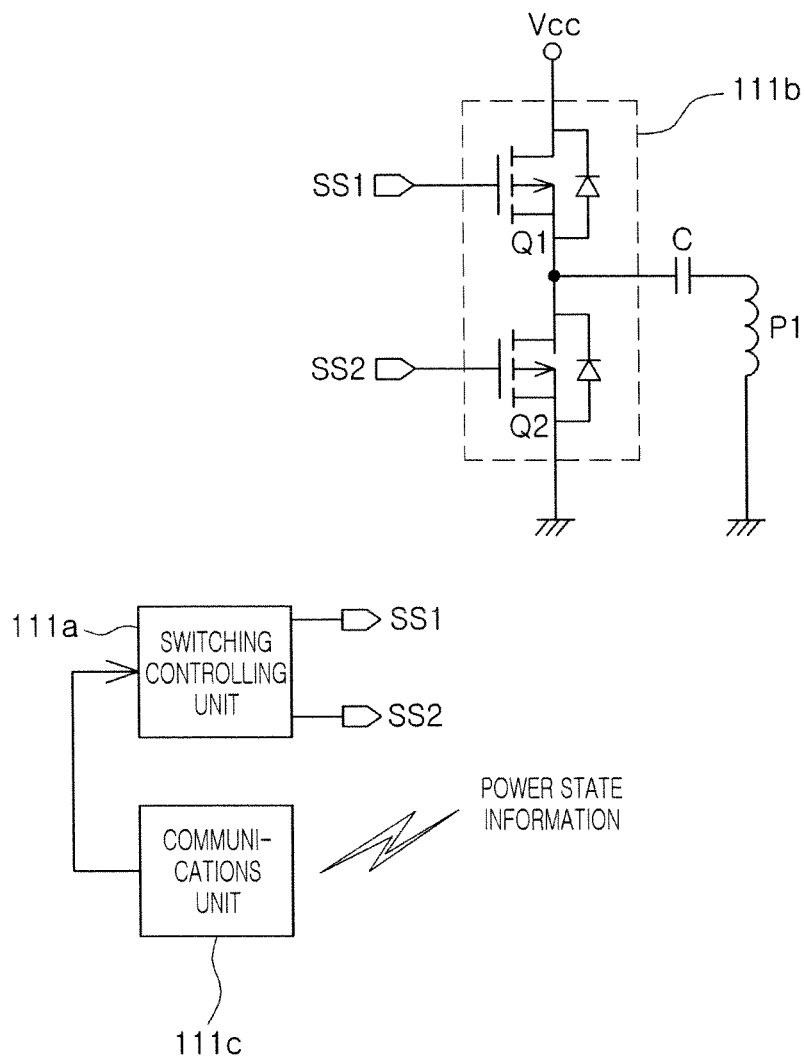 Vcc
111b
SS1
Q1
C
P1
SS2
Q2
111a
SWITCHING
CONTROLLING
UNIT
SS1
SS2
POWER STATE
INFORMATION
COMMUNI-
CATIONS
UNIT
111c